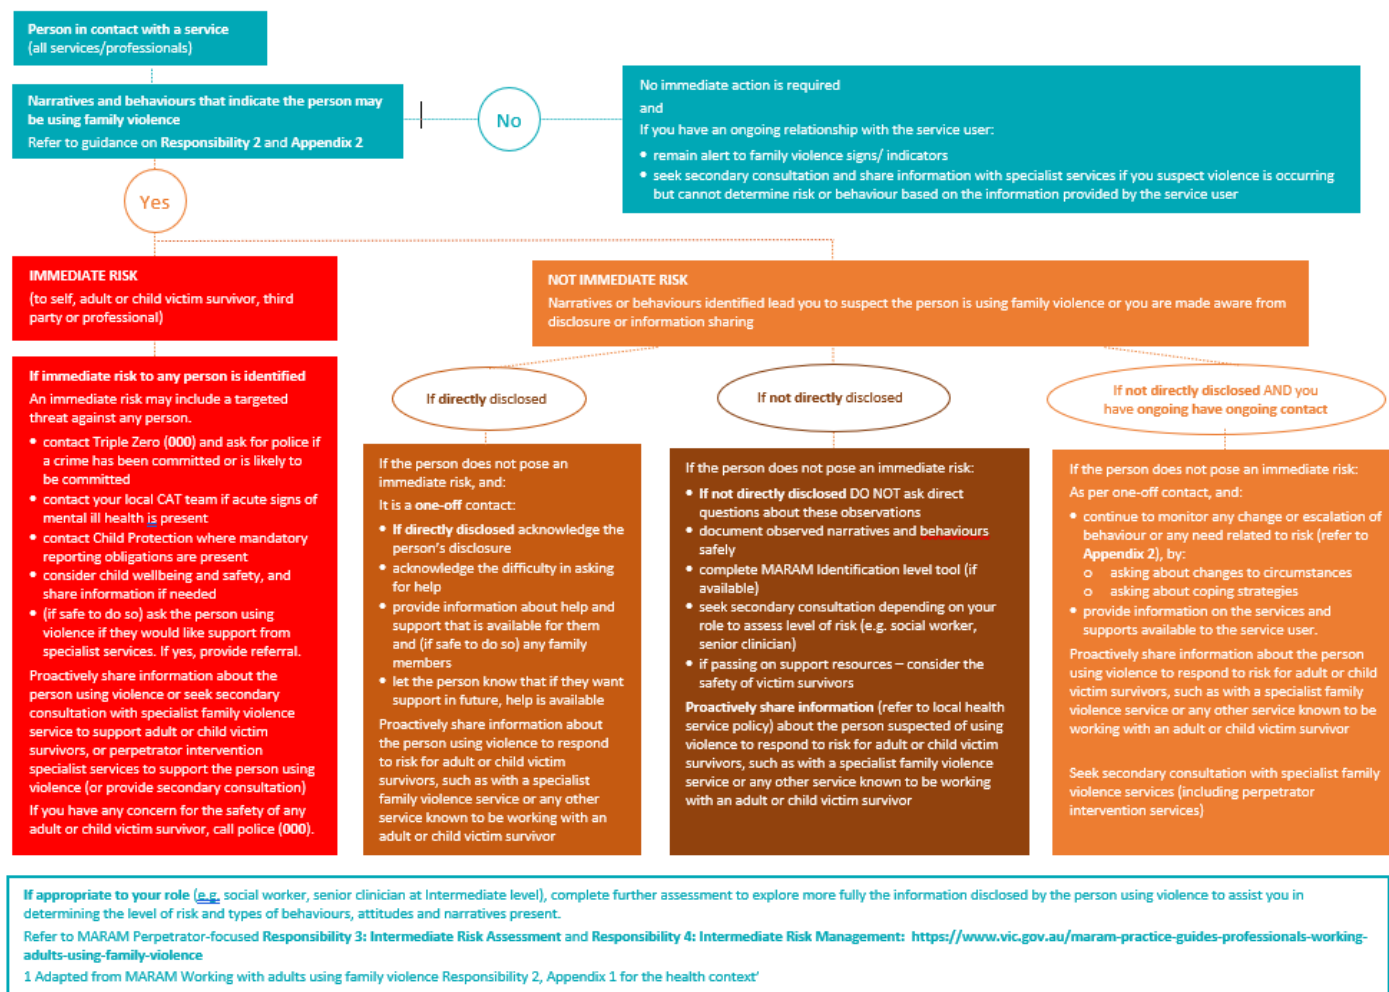 Person in contact with a service
(all services/professionals)
Narratives and behaviours that indicate the person may
be using family violence
Refer to guidance on Responsibility 2 and Appendix 2
No
No immediate action is required
and
If you have an ongoing relationship with the service user:
• remain alert to family violence signs/ indicators
• seek secondary consultation and share information with specialist services if you suspect violence is occurring
but cannot determine risk or behaviour based on the information provided by the service user
Yes
IMMEDIATE RISK
(to self, adult or child victim survivor, third
party or professional)
NOT IMMEDIATE RISK
Narratives or behaviours identified lead you to suspect the person is using family violence or you are made aware from
disclosure or information sharing
If immediate risk to any person is identified
An immediate risk may include a targeted
threat against any person.
• contact Triple Zero (000) and ask for police if
a crime has been committed or is likely to
be committed
• contact your local CAT team if acute signs of
mental ill health is present
• contact Child Protection where mandatory
reporting obligations are present
• consider child wellbeing and safety, and
share information if needed
• (if safe to do so) ask the person using
violence if they would like support from
specialist services. If yes, provide referral.
Proactively share information about the
person using violence or seek secondary
consultation with specialist family violence
service to support adult or child victim
survivors, or perpetrator intervention
specialist services to support the person using
violence (or provide secondary consultation)
If you have any concern for the safety of any
adult or child victim survivor, call police (000).
If directly disclosed
If the person does not pose an
immediate risk, and:
It is a one-off contact:
• If directly disclosed acknowledge the
person's disclosure
• acknowledge the difficulty in asking
for help
• provide information about help and
support that is available for them
and (if safe to do so) any family
members
• let the person know that if they want
support in future, help is available
Proactively share information about
the person using violence to respond
to risk for adult or child victim
survivors, such as with a specialist
family violence service or any other
service known to be working with an
adult or child victim survivor
If not directly disclosed
If the person does not pose an immediate risk:
• If not directly disclosed DO NOT ask direct
questions about these observations
• document observed narratives and behaviours
safely
• complete MARAM Identification level tool (if
available)
• seek secondary consultation depending on your
role to assess level of risk (e.g. social worker,
senior clinician)
• if passing on support resources – consider the
safety of victim survivors
Proactively share information (refer to local health
service policy) about the person suspected of using
violence to respond to risk for adult or child victim
survivors, such as with a specialist family violence
service or any other service known to be working
with an adult or child victim survivor
If not directly disclosed AND you
have ongoing have ongoing contact
If the person does not pose an immediate risk:
As per one-off contact, and:
• continue to monitor any change or escalation of
behaviour or any need related to risk (refer to
Appendix 2), by:
o asking about changes to circumstances
o asking about coping strategies
• provide information on the services and
supports available to the service user.
Proactively share information about the person
using violence to respond to risk for adult or child
victim survivors, such as with a specialist family
violence service or any other service known to be
working with an adult or child victim survivor
Seek secondary consultation with specialist family
violence services (including perpetrator
intervention services)
If appropriate to your role (e.g. social worker, senior clinician at Intermediate level), complete further assessment to explore more fully the information disclosed by the person using violence to assist you in
determining the level of risk and types of behaviours, attitudes and narratives present.
Refer to MARAM Perpetrator-focused Responsibility 3: Intermediate Risk Assessment and Responsibility 4: Intermediate Risk Management: https://www.vic.gov.au/maram-practice-guides-professionals-working-
adults-using-family-violence
1 Adapted from MARAM Working with adults using family violence Responsibility 2, Appendix 1 for the health context'